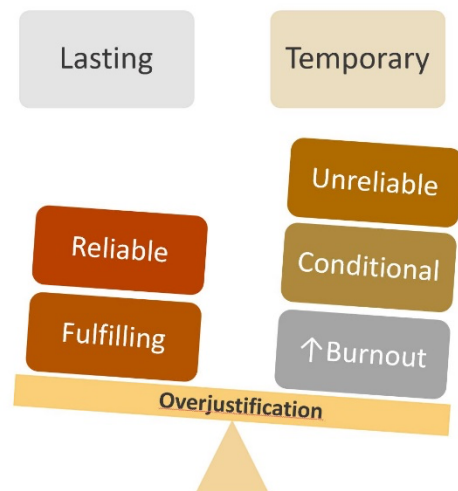 Lasting
Temporary
Unreliable
Reliable
Conditional
Fulfilling
↑Burnout
Overjustification